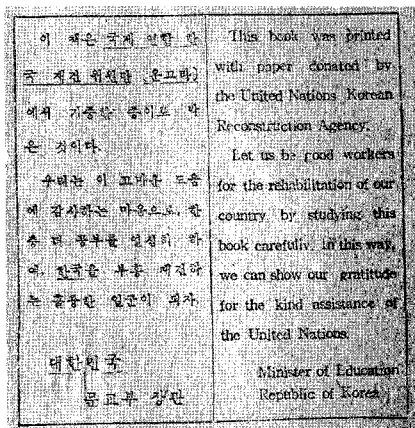 이 책은 국제 연합 한
국 재건 위원단 (운끄라)
에서 기증한 종이로 박
은 것이다.
우리는 이 고마운 도움
에 감사하는 마음으로, 한
층 더 공부를 열심히 하
여, 한국을 부흥 재건하
는 훌륭한 일군이 되자.
대한민국
문교부 장관
This book was printed
with paper donated by
the United Nations Korean
Reconstruction Agency.
Let us be good workers
for the rehabilitation of our
country by studying this
book carefully. In this way,
we can show our gratitude
for the kind assistance of
the United Nations.
Minister of Education
Republic of Korea